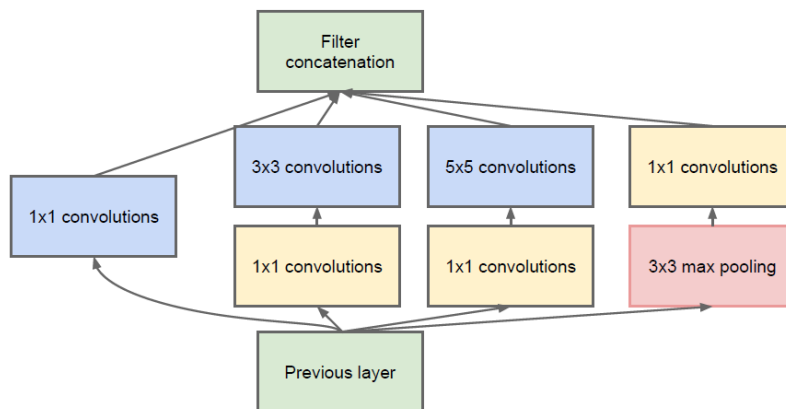 Filter
concatenation
3x3 convolutions
5x5 convolutions
1x1 convolutions
1x1 convolutions
1x1 convolutions
1x1 convolutions
3x3 max pooling
Previous layer